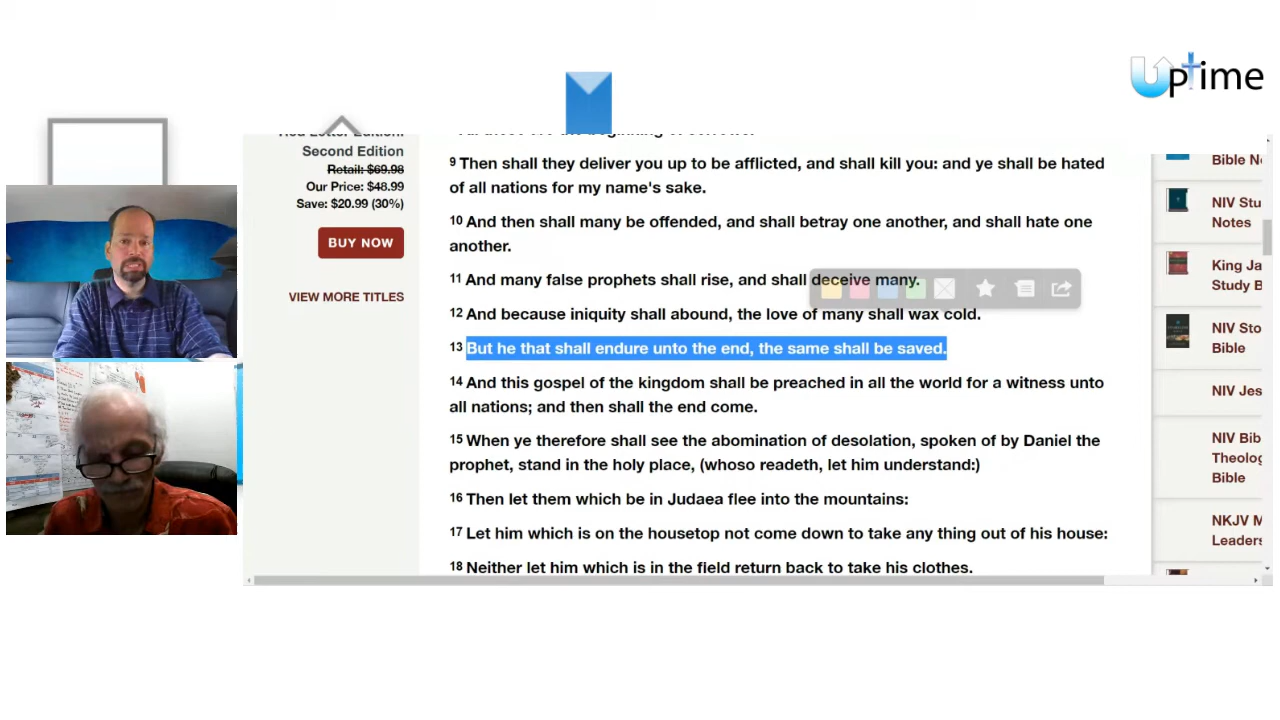 Uptime
Red Letter Edition,
Second Edition
Retail: $69.98
Our Price: $48.99
Save: $20.99 (30%)
BUY NOW
VIEW MORE TITLES
9 Then shall they deliver you up to be afflicted, and shall kill you: and ye shall be hated
of all nations for my name's sake.
10 And then shall many be offended, and shall betray one another, and shall hate one
another.
11 And many false prophets shall rise, and shall deceive many.
12 And because iniquity shall abound, the love of many shall wax cold.
13 But he that shall endure unto the end, the same shall be saved.
14 And this gospel of the kingdom shall be preached in all the world for a witness unto
all nations; and then shall the end come.
15 When ye therefore shall see the abomination of desolation, spoken of by Daniel the
prophet, stand in the holy place, (whoso readeth, let him understand:)
16 Then let them which be in Judaea flee into the mountains:
17 Let him which is on the housetop not come down to take any thing out of his house:
18 Neither let him which is in the field return back to take his clothes.
Bible N
NIV Stu
Notes
King Ja
Study B
NIV Sto
Bible
NIV Jes
NIV Bib
Theolog
Bible
NKJV M
Leaders